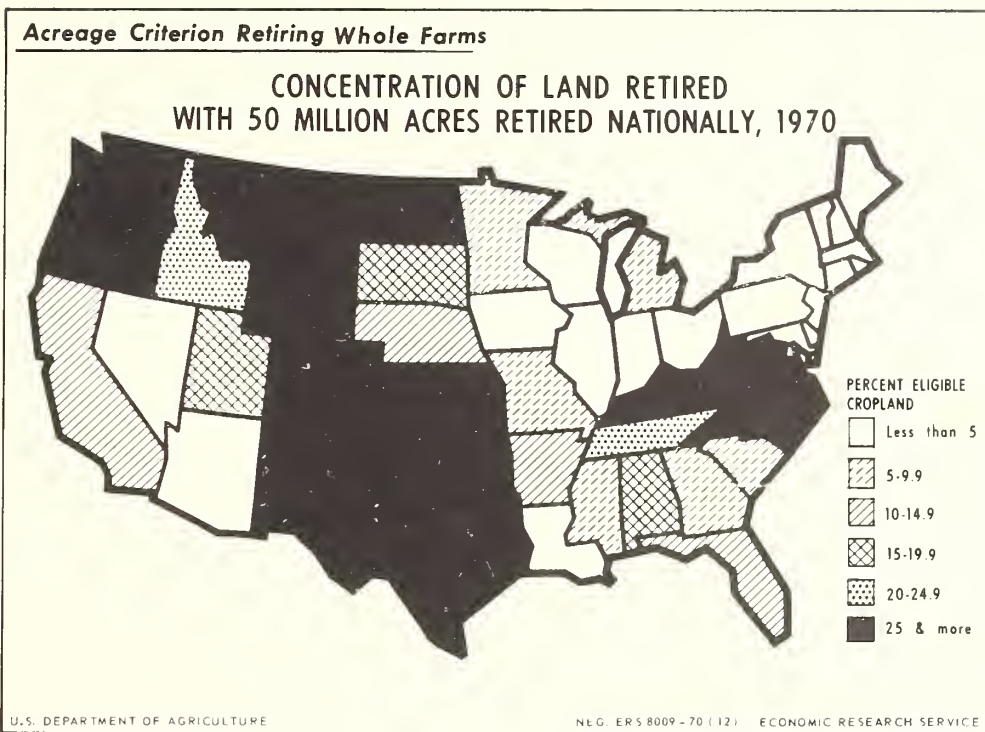 Acreage Criterion Retiring Whole Farms
CONCENTRATION OF LAND RETIRED
WITH 50 MILLION ACRES RETIRED NATIONALLY, 1970
PERCENT ELIGIBLE
CROPLAND
Less than 5
5-9.9
10-14.9
15-19.9
20-24.9
25 & more
U.S. DEPARTMENT OF AGRICULTURE
NEG. ERS 8009-70 (12) ECONOMIC RESEARCH SERVICE